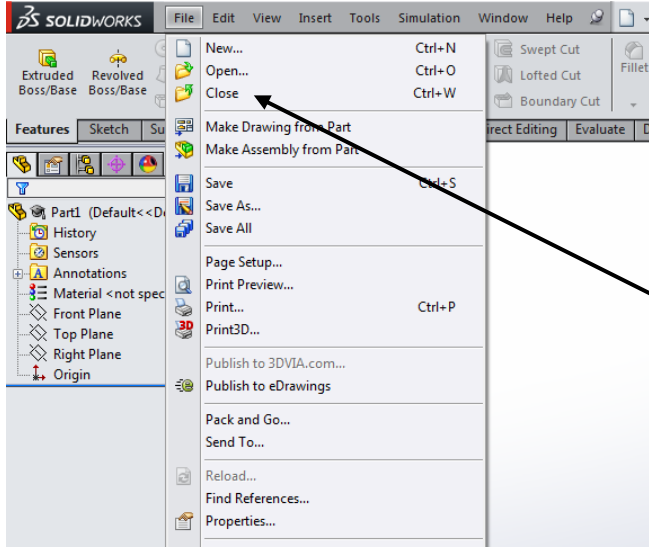 SOLIDWORKS File Edit View Insert Tools Simulation Window Help
Extruded Boss/Base
Revolved Boss/Base
Swept Cut
Lofted Cut
Boundary Cut
Fillet
Features Sketch Su irect Editing Evaluate
New... Ctrl+N
Open... Ctrl+O
Close Ctrl+W
Make Drawing from Part
Make Assembly from Part
Save Ctrl+S
Save As...
Save All
Page Setup...
Print Preview...
Print... Ctrl+P
Print3D...
Publish to 3DVIA.com...
Publish to eDrawings
Pack and Go...
Send To...
Reload...
Find References...
Properties...
Part1 (Default<<D
History
Sensors
Annotations
Material <not spec
Front Plane
Top Plane
Right Plane
Origin